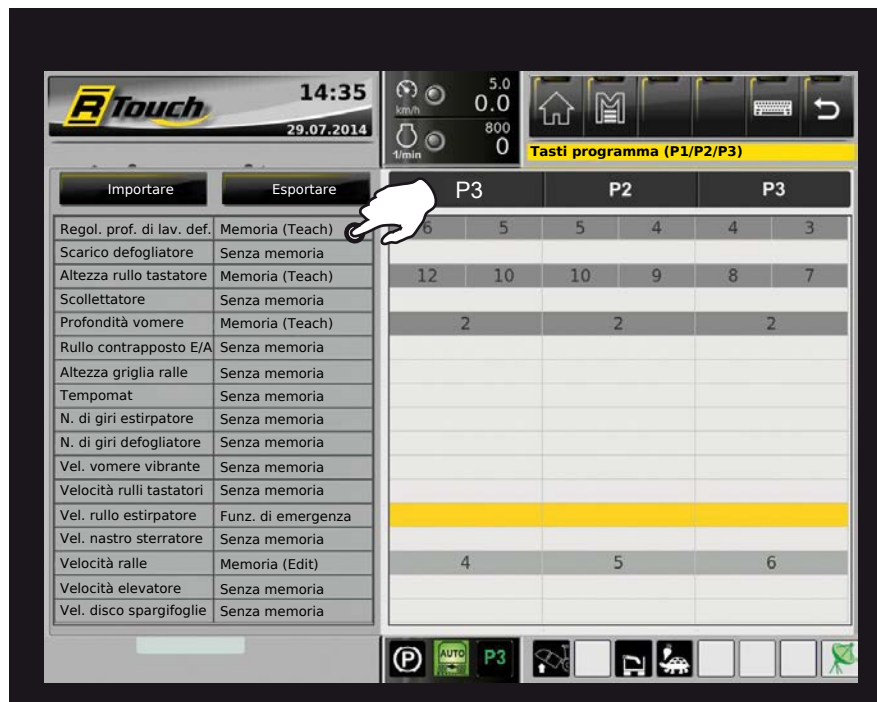 R Touch
14:35
29.07.2014
km/h
5.0
0.0
1/min
800
0
M
Tasti programma (P1/P2/P3)
Importare Esportare P3 P2 P3
Regol. prof. di lav. def. Memoria (Teach) 6 5 5 4 4 3
Scarico defogliatore Senza memoria
Altezza rullo tastatore Memoria (Teach) 12 10 10 9 8 7
Scollettatore Senza memoria
Profondità vomere Memoria (Teach) 2 2 2
Rullo contrapposto E/A Senza memoria
Altezza griglia ralle Senza memoria
Tempomat Senza memoria
N. di giri estirpatore Senza memoria
N. di giri defogliatore Senza memoria
Vel. vomere vibrante Senza memoria
Velocità rulli tastatori Senza memoria
Vel. rullo estirpatore Funz. di emergenza
Vel. nastro sterratore Senza memoria
Velocità ralle Memoria (Edit) 4 5 6
Velocità elevatore Senza memoria
Vel. disco spargifoglie Senza memoria
P AUTO P3